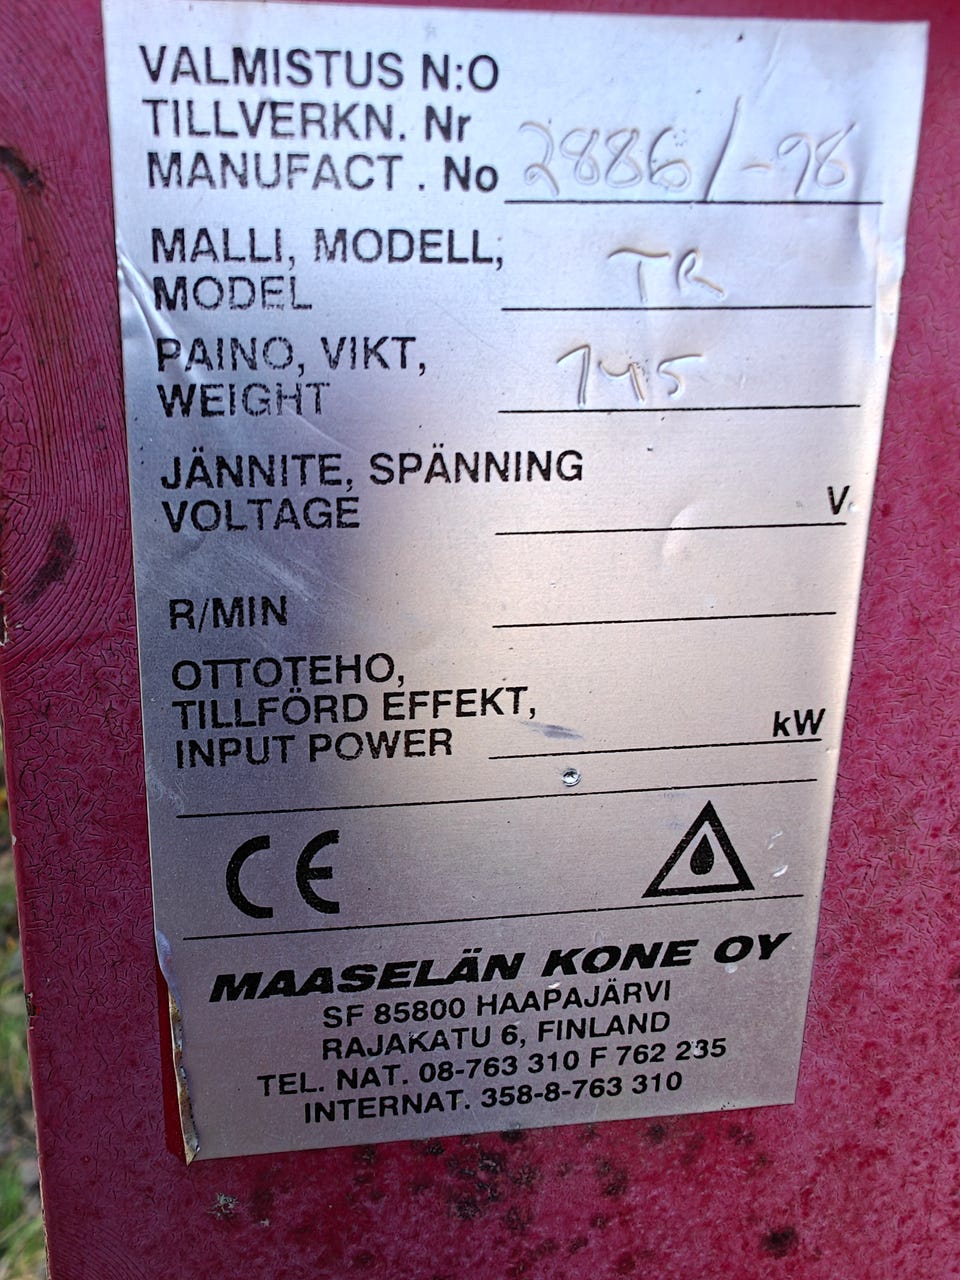 VALMISTUS N:O
TILLVERKN. Nr
MANUFACT . No 2886/-98
MALLI, MODELL,
MODEL TR
PAINO, VIKT,
WEIGHT 145
JÄNNITE, SPÄNNING
VOLTAGE V
R/MIN
OTTOTEHO,
TILLFÖRD EFFEKT,
INPUT POWER kW
CE
MAASELÄN KONE OY
SF 85800 HAAPAJÄRVI
RAJAKATU 6, FINLAND
TEL. NAT. 08-763 310 F 762 235
INTERNAT. 358-8-763 310